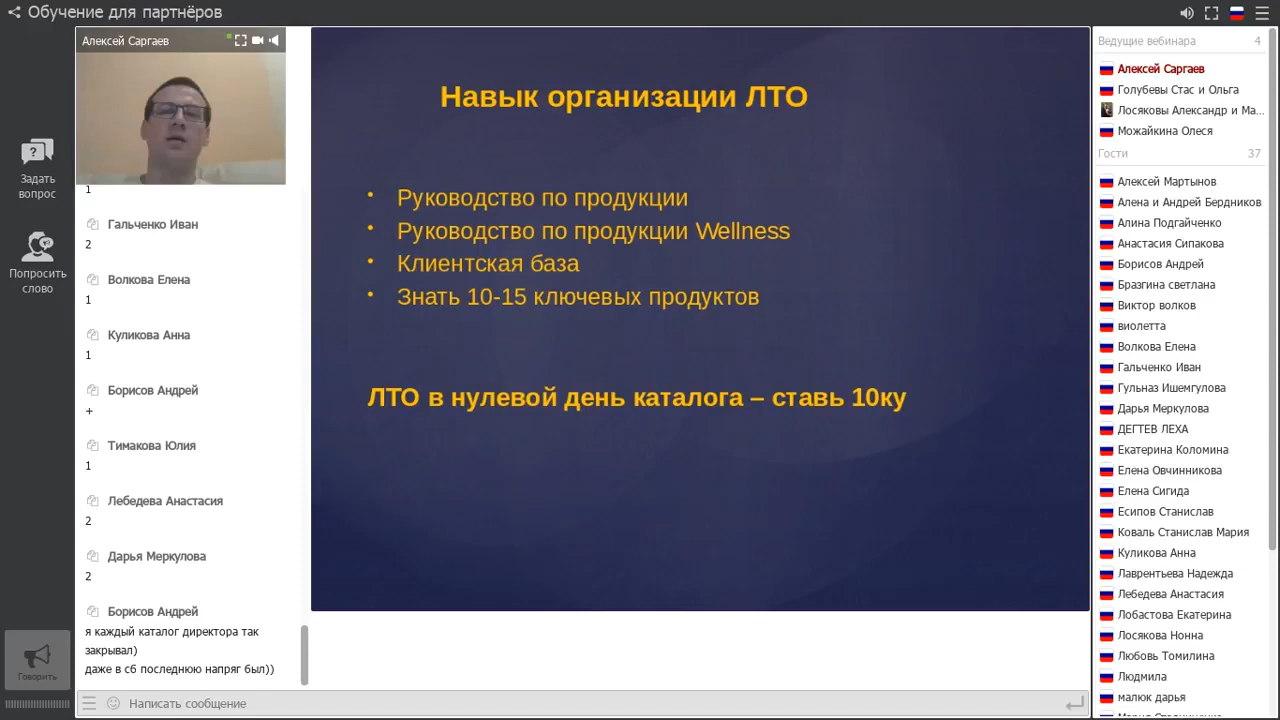 Обучение для партнёров
Задать
вопрос
Попросить
слово
Говорить
Алексей Саргаев
1
Гальченко Иван
2
Волкова Елена
1
Куликова Анна
1
Борисов Андрей
+
Тимакова Юлия
1
Лебедева Анастасия
2
Дарья Меркулова
2
Борисов Андрей
я каждый каталог директора так
закрывал)
даже в сб последнюю напряг был))
Написать сообщение
Навык организации ЛТО
• Руководство по продукции
• Руководство по продукции Wellness
• Клиентская база
• Знать 10-15 ключевых продуктов
ЛТО в нулевой день каталога – ставь 10ку
Ведущие вебинара 4
Алексей Саргаев
Голубевы Стас и Ольга
Лосяковы Александр и Ма...
Можайкина Олеся
Гости 37
Алексей Мартынов
Алена и Андрей Бердников
Алина Подгайченко
Анастасия Сипакова
Борисов Андрей
Бразгина светлана
Виктор волков
виолетта
Волкова Елена
Гальченко Иван
Гульназ Ишемгулова
Дарья Меркулова
ДЕГТЕВ ЛЕХА
Екатерина Коломина
Елена Овчинникова
Елена Сигида
Есипов Станислав
Коваль Станислав Мария
Куликова Анна
Лаврентьева Надежда
Лебедева Анастасия
Лобастова Екатерина
Лосякова Нонна
Любовь Томилина
Людмила
малюк дарья